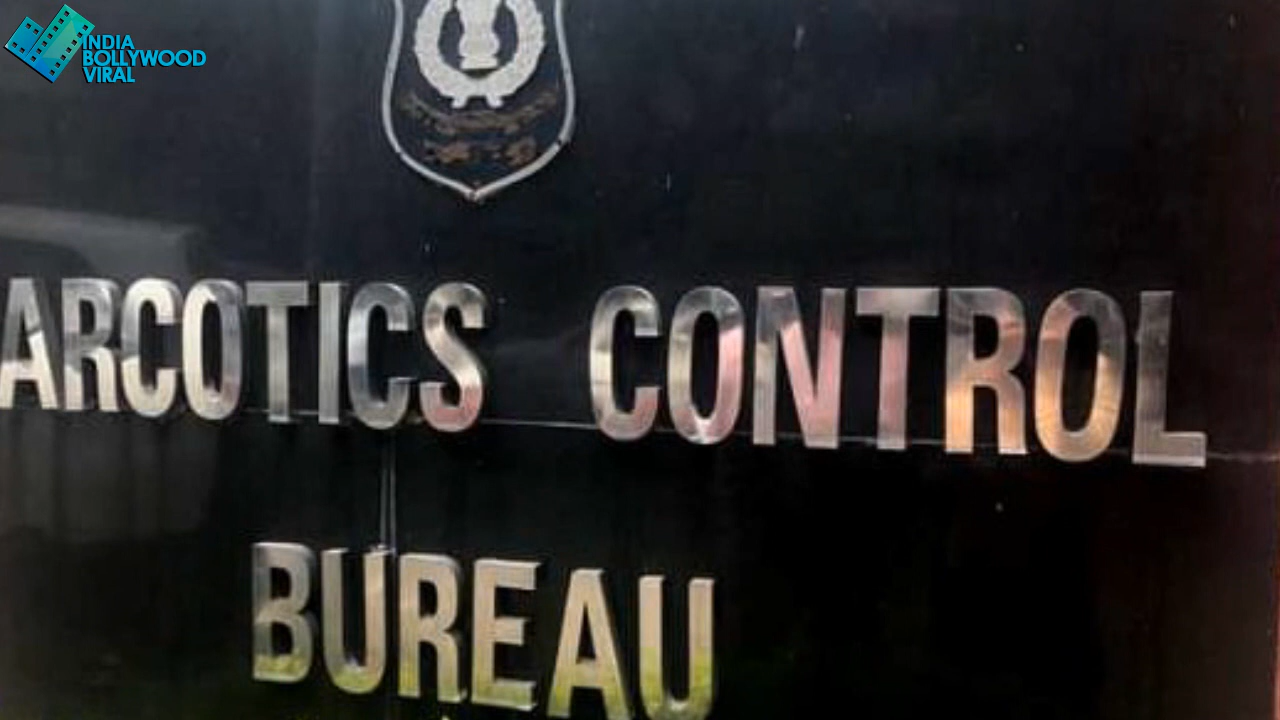 INDIA
BOLLYWOOD
VIRAL
ARCOTICS CONTROL
BUREAU